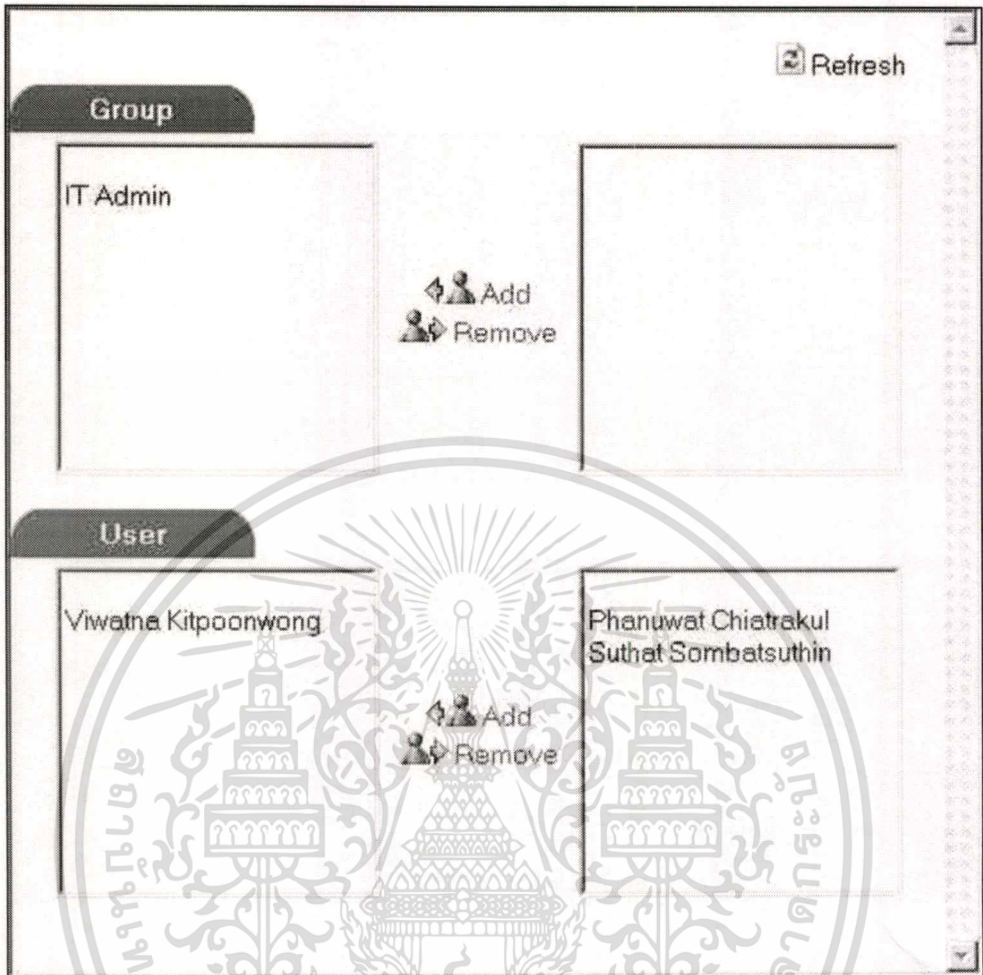 Refresh
Group
IT Admin
Add
Remove
User
Viwatna Kitpoonwong
Phanuwat Chiatrakul
Suthat Sombatsuthin
Add
Remove